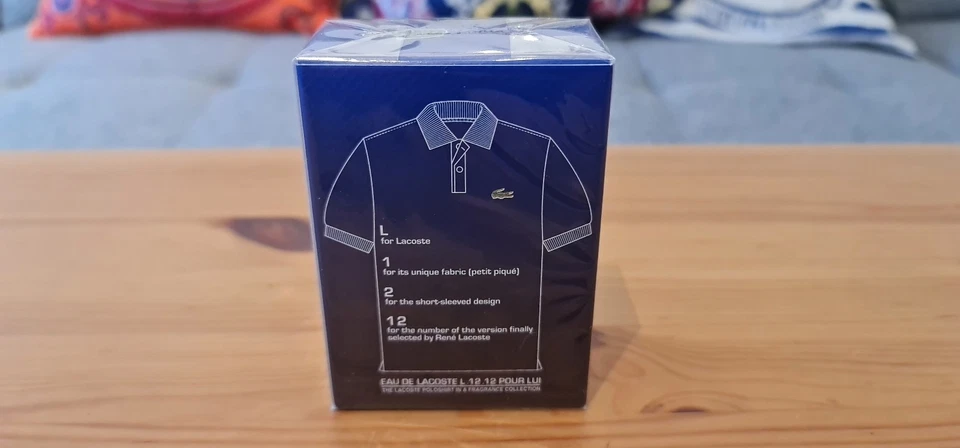 L
for Lacoste
1
for its unique fabric (petit piqué)
2
for the short-sleeved design
12
for the number of the version finally
selected by René Lacoste
EAU DE LACOSTE L 12 .12 POUR LUI
THE LACOSTE POLOSHIRT IN A FRAGRANCE COLLECTION